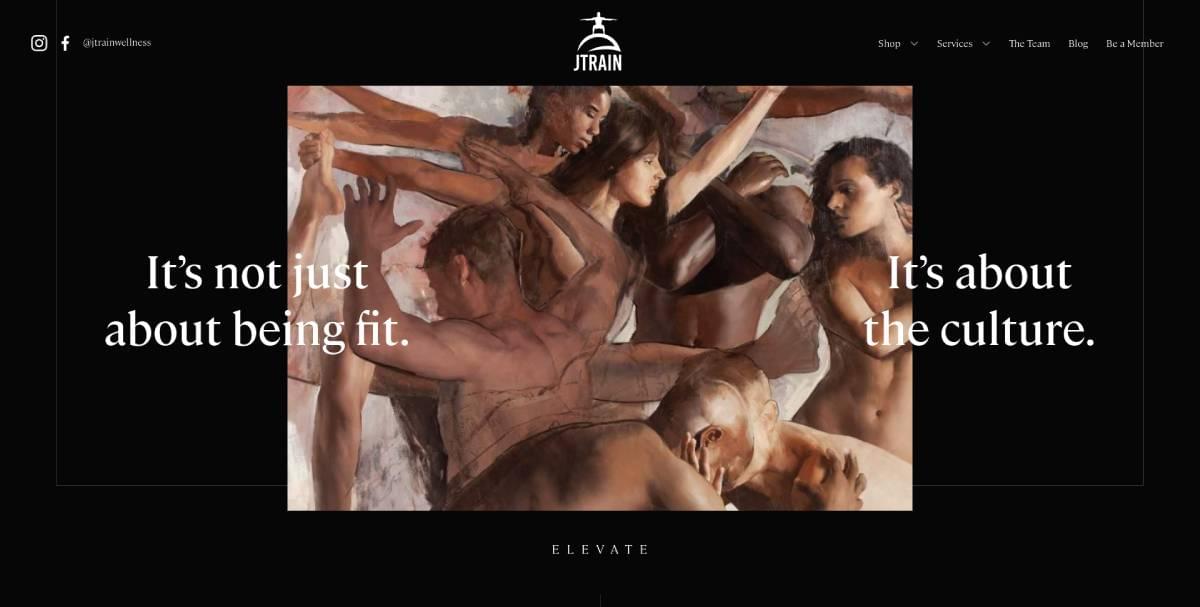 @jtrainwellness
JTRAIN
Shop
Services
The Team
Blog
Be a Member
It’s not just
about being fit.
It’s about
the culture.
ELEVATE